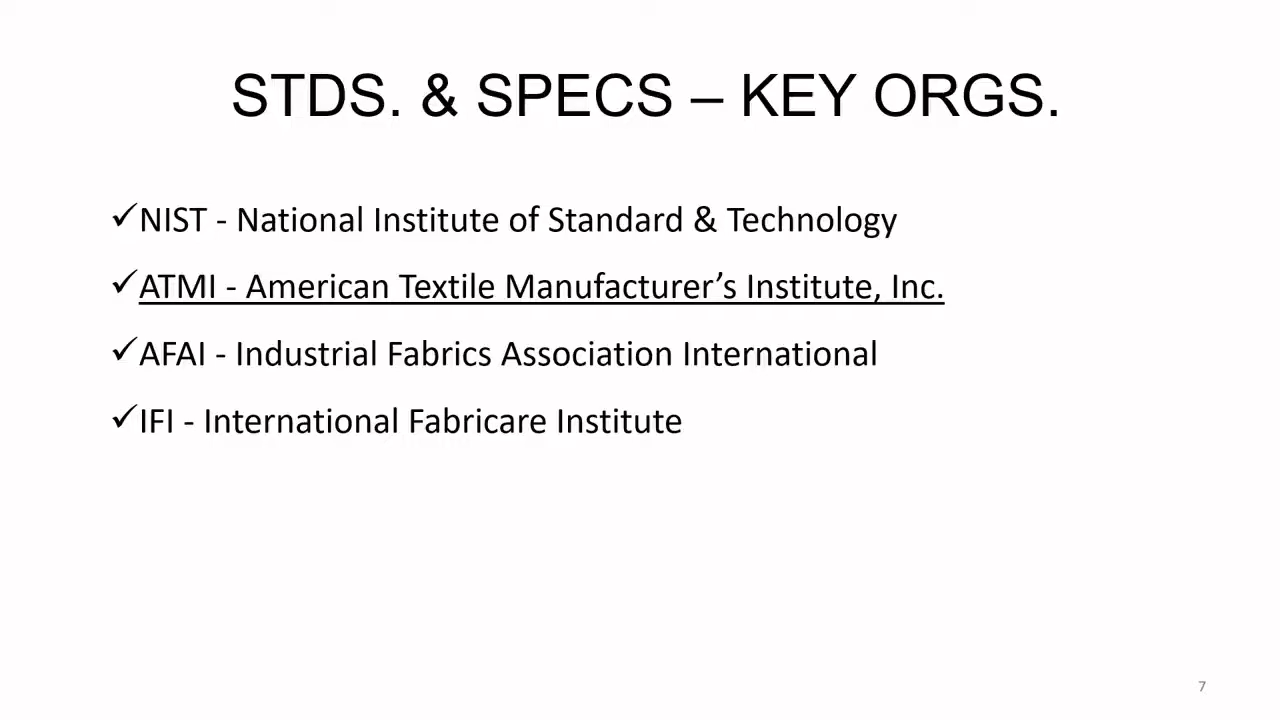 STDS. & SPECS – KEY ORGS.
✓NIST - National Institute of Standard & Technology
✓ATMI - American Textile Manufacturer’s Institute, Inc.
✓AFAI - Industrial Fabrics Association International
✓IFI - International Fabricare Institute
7